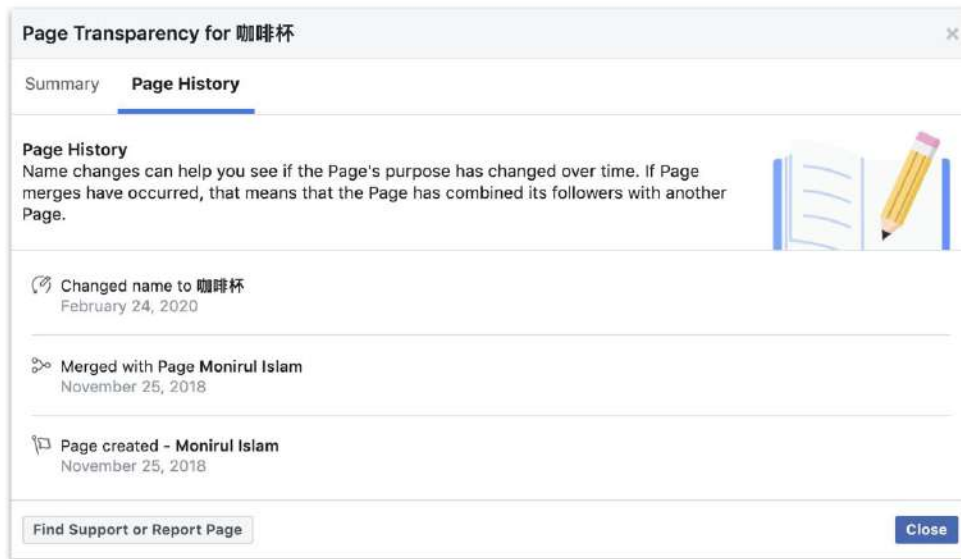 Page Transparency for 咖啡杯
Summary Page History
Page History
Name changes can help you see if the Page's purpose has changed over time. If Page
merges have occurred, that means that the Page has combined its followers with another
Page.
Changed name to 咖啡杯
February 24, 2020
Merged with Page Monirul Islam
November 25, 2018
Page created - Monirul Islam
November 25, 2018
Find Support or Report Page Close